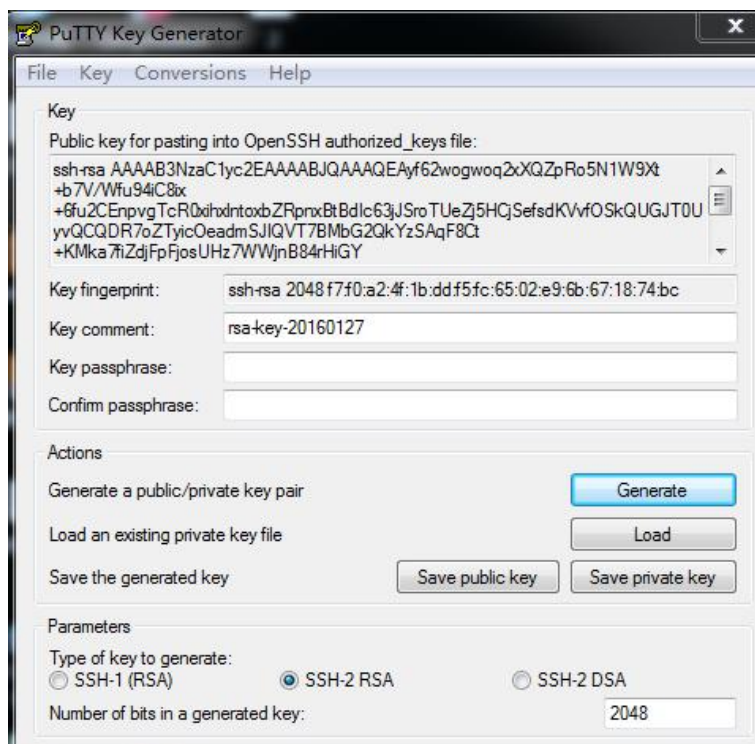 PuTTY Key Generator
X
File Key Conversions Help
Key
Public key for pasting into OpenSSH authorized_keys file:
ssh-rsa AAAAB3NzaC1yc2EAAAABJQAAAQEAyf62wogwoq2xXQZpRo5N1W9Xt
+b7V/Wfu94iC8ix
+6fu2CEnpvgTcR0xihxIntoxbZRpnxBtBdIc63jJSroTUeZj5HCjSefsdKVvfOSkQUGJT0U
yvQCQDR7oZTyicOeadmSJIQVT7BMbG2QkYzSAqF8Ct
+KMka7fiZdjFpFjosUHz7WWjnB84rHiGY
Key fingerprint: ssh-rsa 2048 f7:f0:a2:4f:1b:dd:f5:fc:65:02:e9:6b:67:18:74:bc
Key comment: rsa-key-20160127
Key passphrase:
Confirm passphrase:
Actions
Generate a public/private key pair Generate
Load an existing private key file Load
Save the generated key Save public key Save private key
Parameters
Type of key to generate:
SSH-1 (RSA) SSH-2 RSA SSH-2 DSA
Number of bits in a generated key: 2048